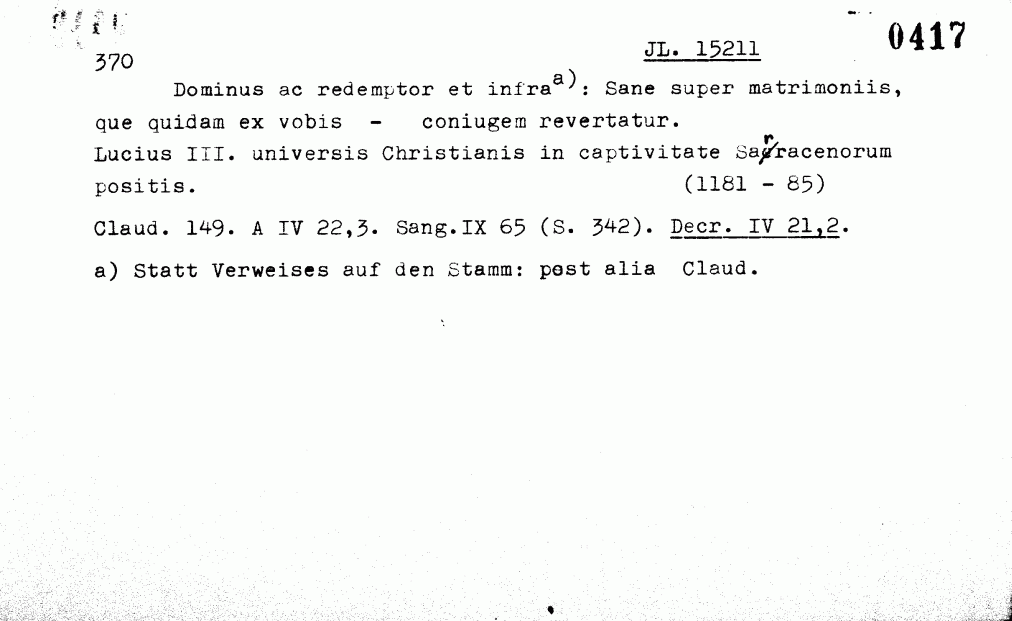 0417
370 JL. 15211
Dominus ac redemptor et infra a): Sane super matrimoniis,
que quidam ex vobis - coniugem revertatur.
Lucius III. universis Christianis in captivitate Sarracenorum
positis. (1181 - 85)
Claud. 149. A IV 22,3. Sang.IX 65 (S. 342). Decr. IV 21,2.
a) Statt Verweises auf den Stamm: post alia Claud.